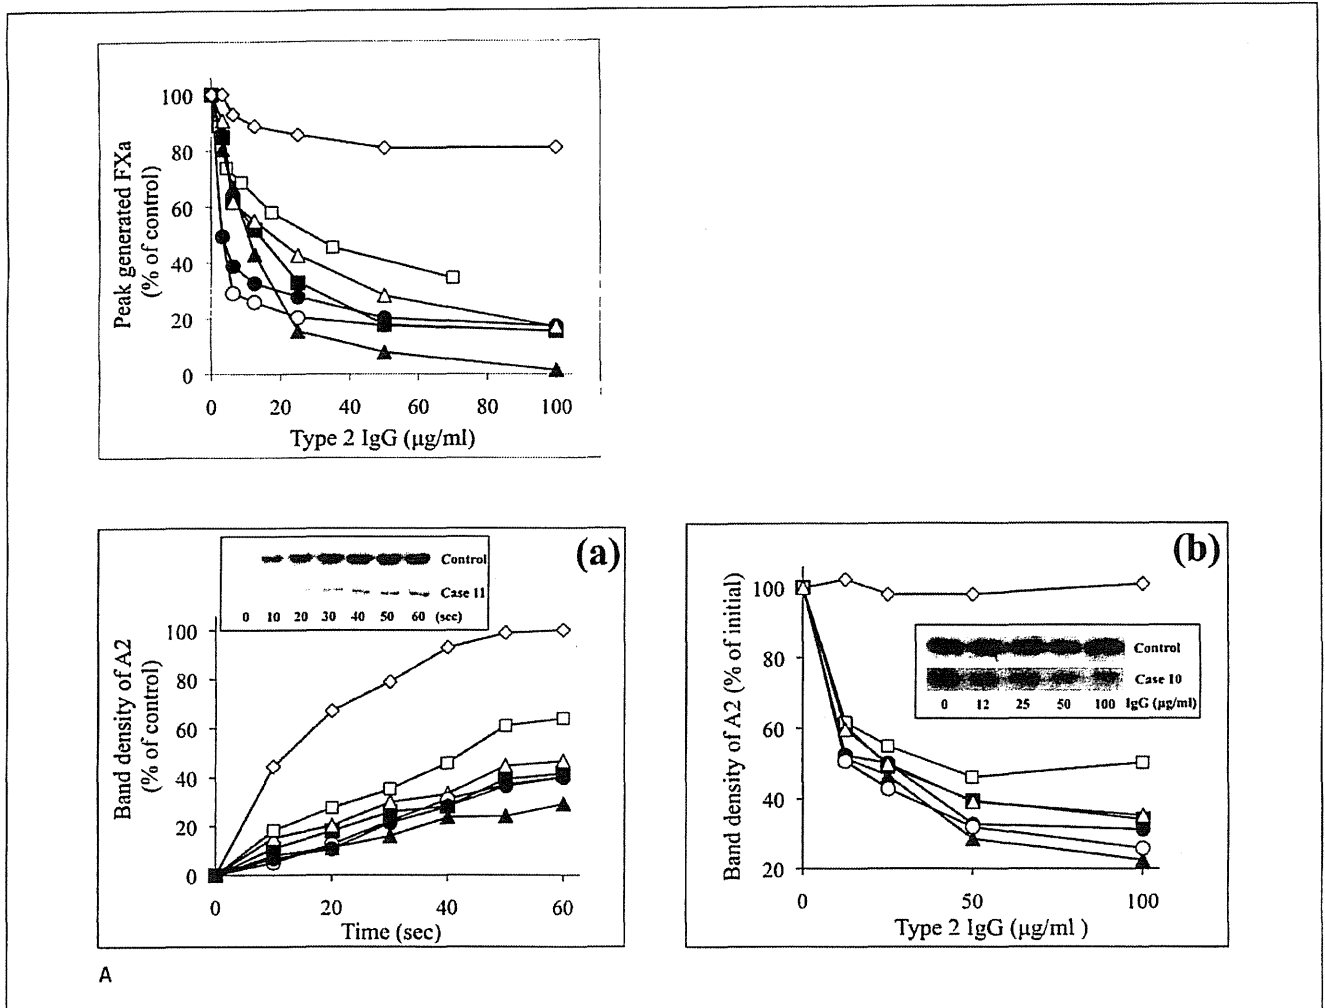 Peak generated FXa
(% of control)
100
80
60
40
20
0
0 20 40 60 80 100
Type 2 IgG (µg/ml)
(a)
Control
Case 11
0 10 20 30 40 50 60 (sec)
Band density of A2
(% of control)
100
80
60
40
20
0
0 20 40 60
Time (sec)
(b)
Band density of A2 (% of initial)
100
80
60
40
20
Control
Case 10
0 12 25 50 100 IgG (µg/ml)
0 50 100
Type 2 IgG (µg/ml )
A